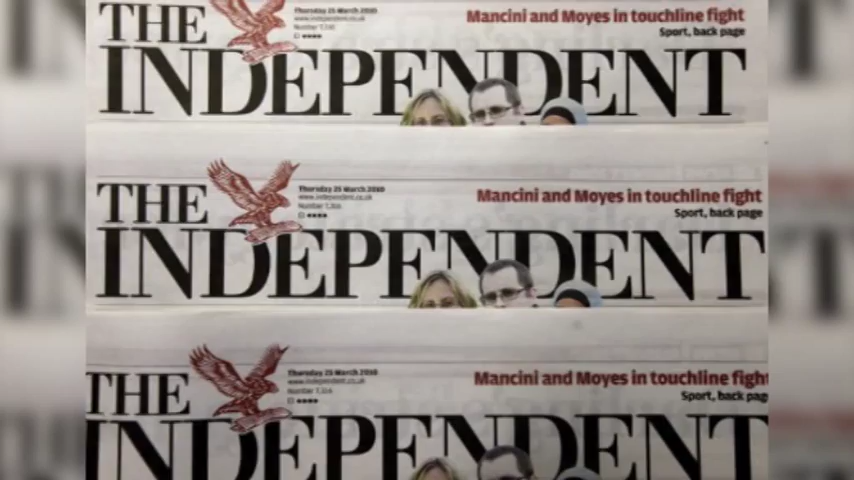 THE
Thursday 25 March 2010
www.independent.co.uk
Mancini and Moyes in touchline fight
Sport, back page
INDEPENDENT
THE
Thursday 25 March 2010
www.independent.co.uk
Mancini and Moyes in touchline fight
Sport, back page
INDEPENDENT
THE
Thursday 25 March 2010
www.independent.co.uk
Mancini and Moyes in touchline fight
Sport, back page
INDEPENDENT